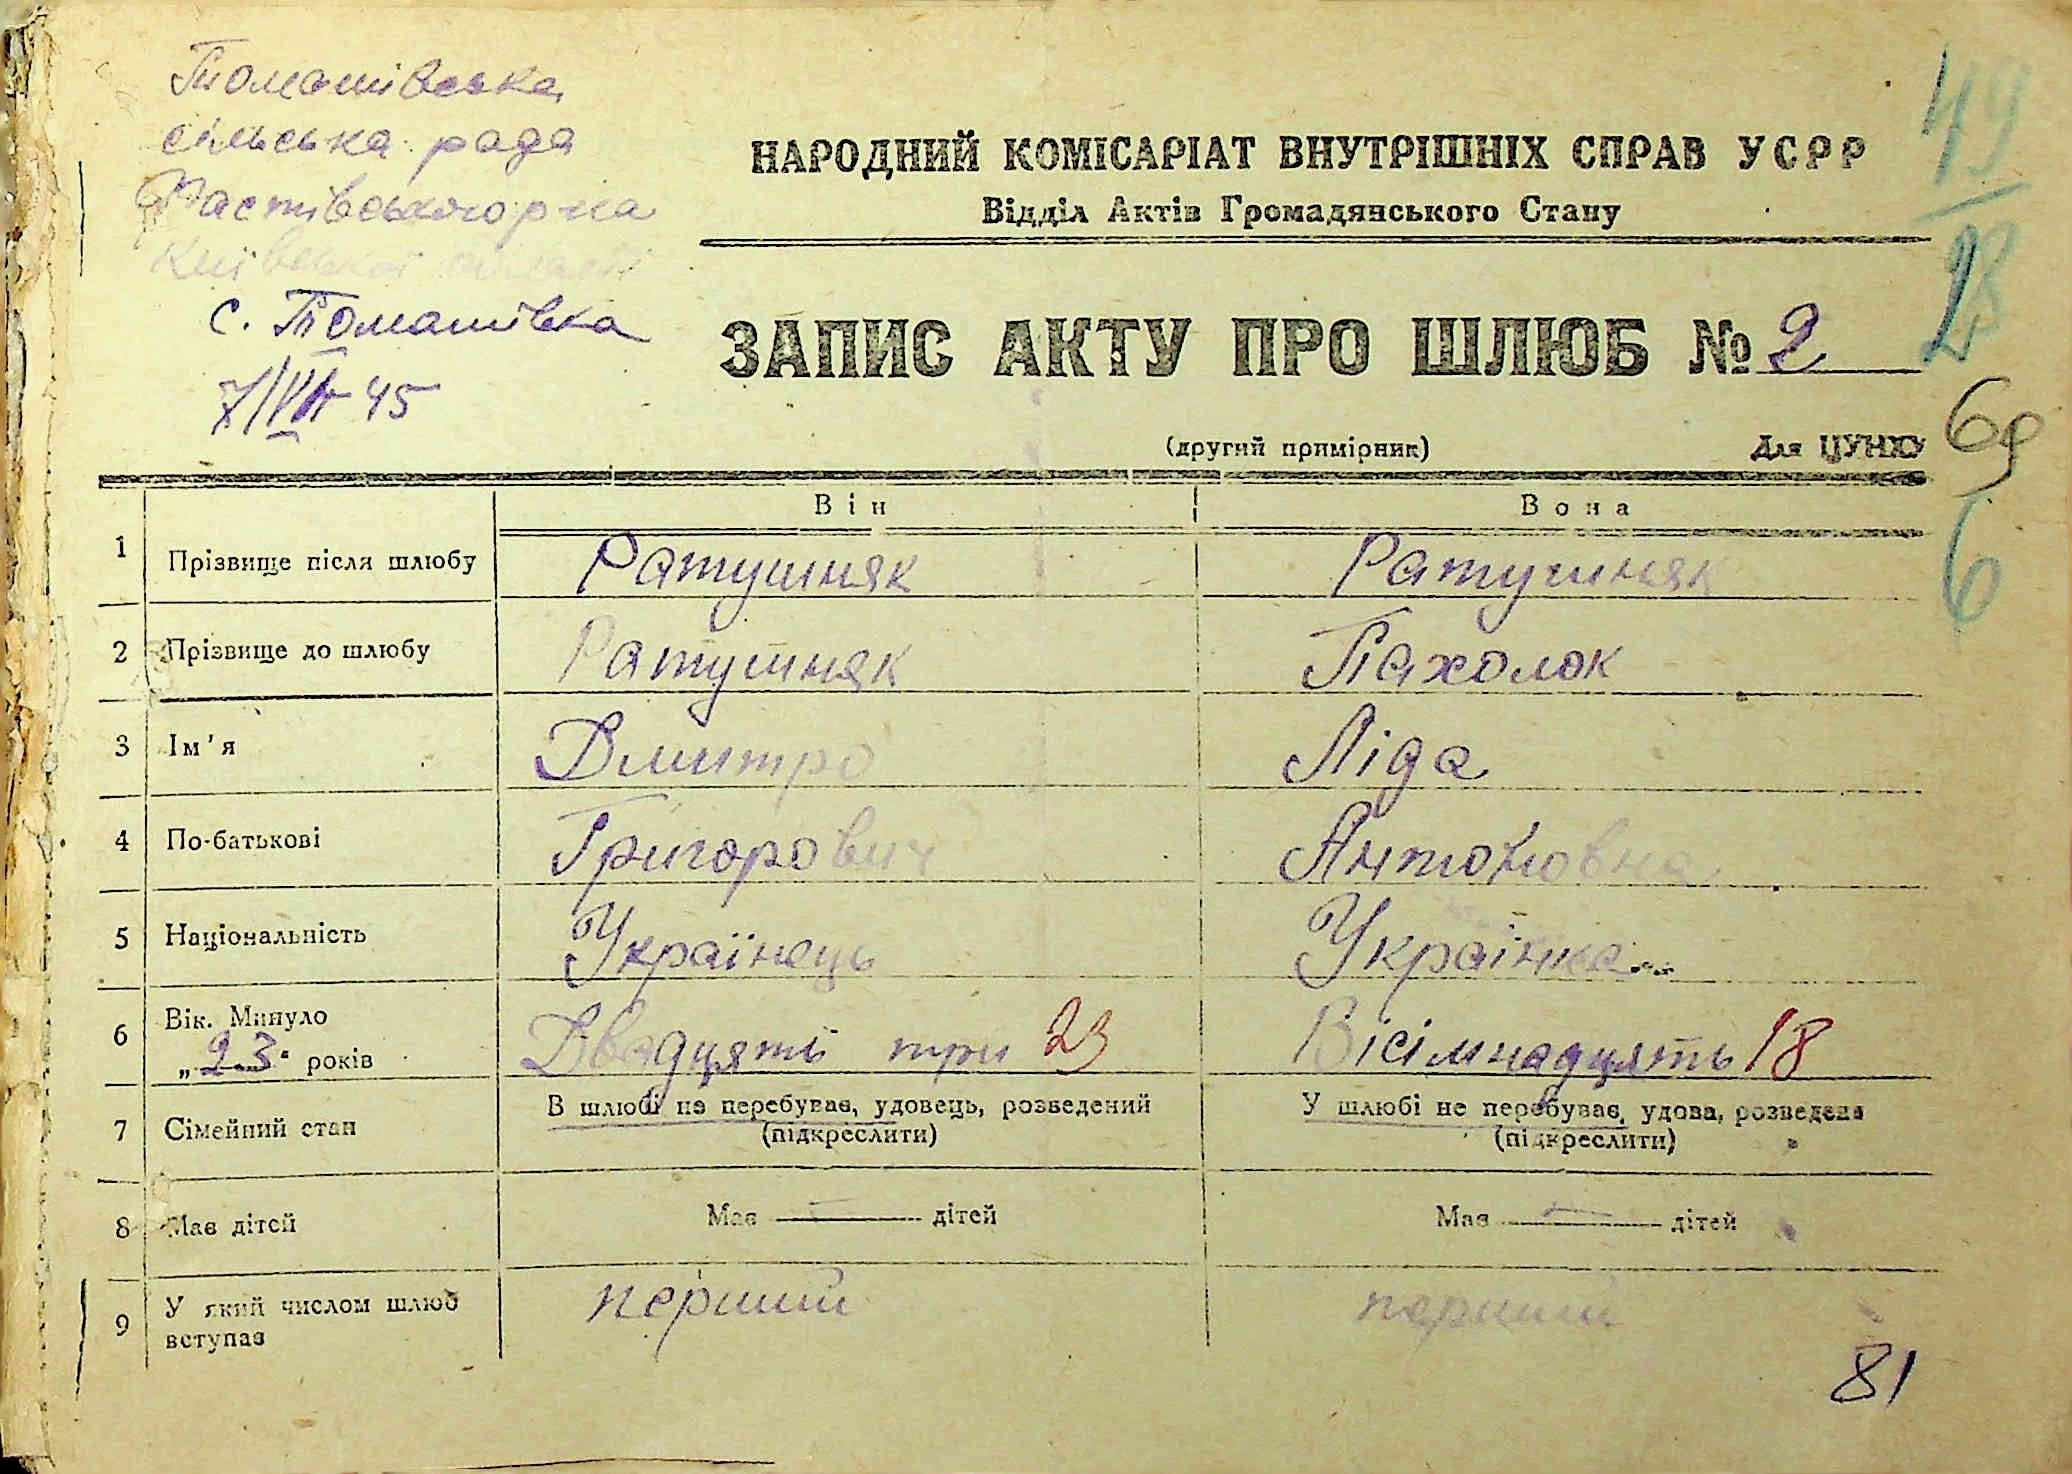 Томашівська
сільська рада
Фастівського р-на
Київської області
с. Томашівка
7/VII 45
НАРОДНИЙ КОМІСАРІАТ ВНУТРІШНІХ СПРАВ УСРР
Відділ Актів Громадянського Стану
ЗАПИС АКТУ ПРО ШЛЮБ № 2
(другий примірник) Для ЦУНХУ
49
28
69
6
Він Вона
1 Прізвище після шлюбу Ратушняк Ратушняк
2 Прізвище до шлюбу Ратушняк Пахолок
3 Ім'я Дмитро Ліда
4 По-батькові Григорович Антоновна
5 Національність Українець Українка
6 Вік. Минуло Двадцять три 23 Вісімнадцять 18
„23“ років
7 Сімейний стан В шлюбі не перебував, удовець, розведений У шлюбі не перебуває, удова, розведена
(підкреслити) (підкреслити)
8 Має дітей Має — дітей Має — дітей
9 У який числом шлюб перший перший
вступає
81